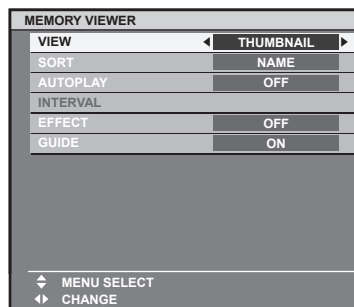 MEMORY VIEWER
VIEW THUMBNAIL
SORT NAME
AUTOPLAY OFF
INTERVAL
EFFECT OFF
GUIDE ON
MENU SELECT
CHANGE